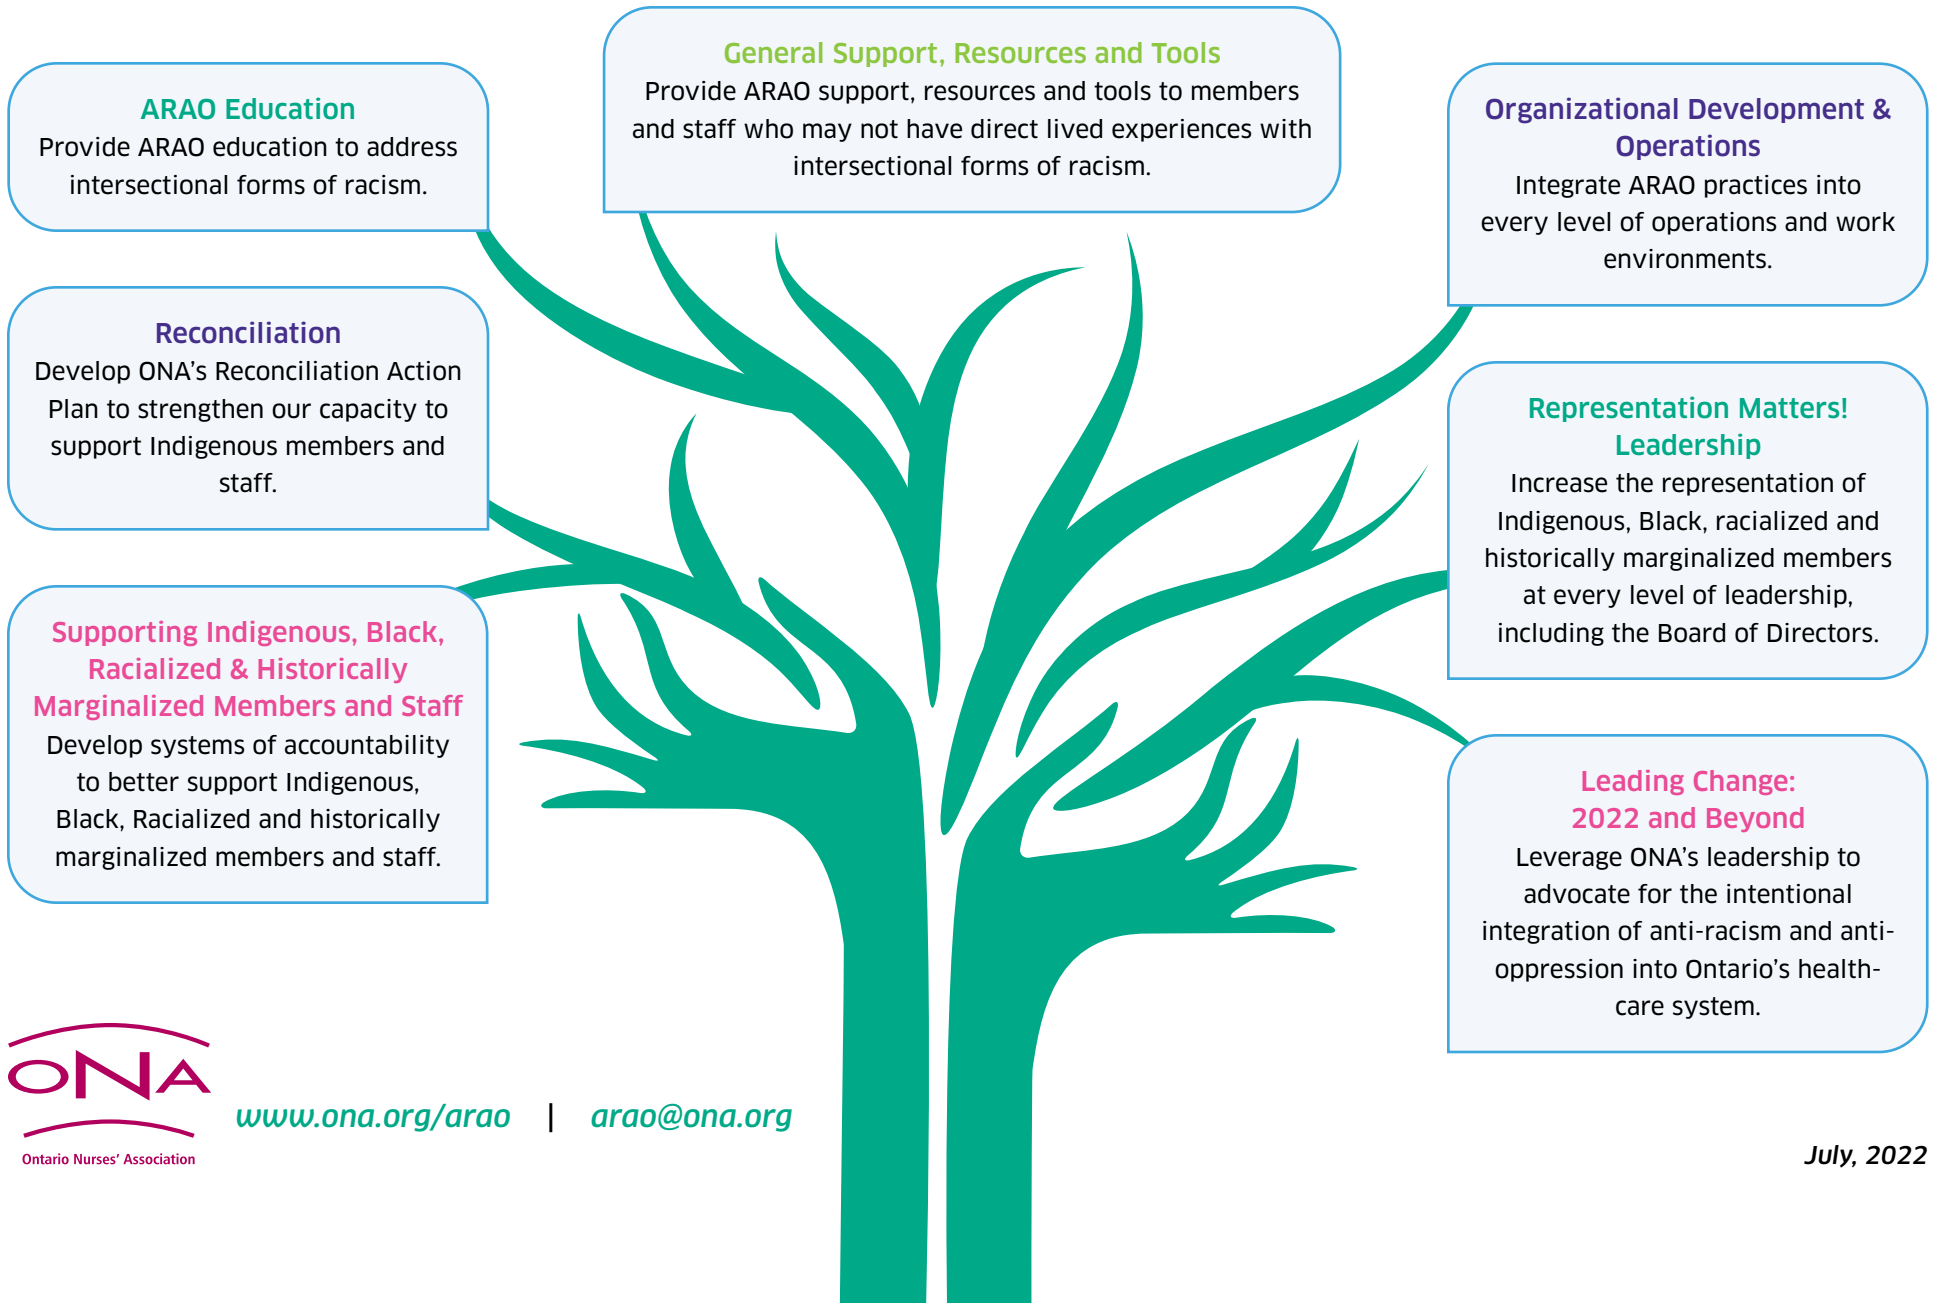 General Support, Resources and Tools
Provide ARAO support, resources and tools to members
and staff who may not have direct lived experiences with
intersectional forms of racism.
ARAO Education
Provide ARAO education to address
intersectional forms of racism.
Reconciliation
Develop ONA’s Reconciliation Action
Plan to strengthen our capacity to
support Indigenous members and
staff.
Supporting Indigenous, Black,
Racialized & Historically
Marginalized Members and Staff
Develop systems of accountability
to better support Indigenous,
Black, Racialized and historically
marginalized members and staff.
Organizational Development &
Operations
Integrate ARAO practices into
every level of operations and work
environments.
Representation Matters!
Leadership
Increase the representation of
Indigenous, Black, racialized and
historically marginalized members
at every level of leadership,
including the Board of Directors.
Leading Change:
2022 and Beyond
Leverage ONA’s leadership to
advocate for the intentional
integration of anti-racism and anti-
oppression into Ontario’s health-
care system.
ONA
Ontario Nurses’ Association
www.ona.org/arao | arao@ona.org
July, 2022